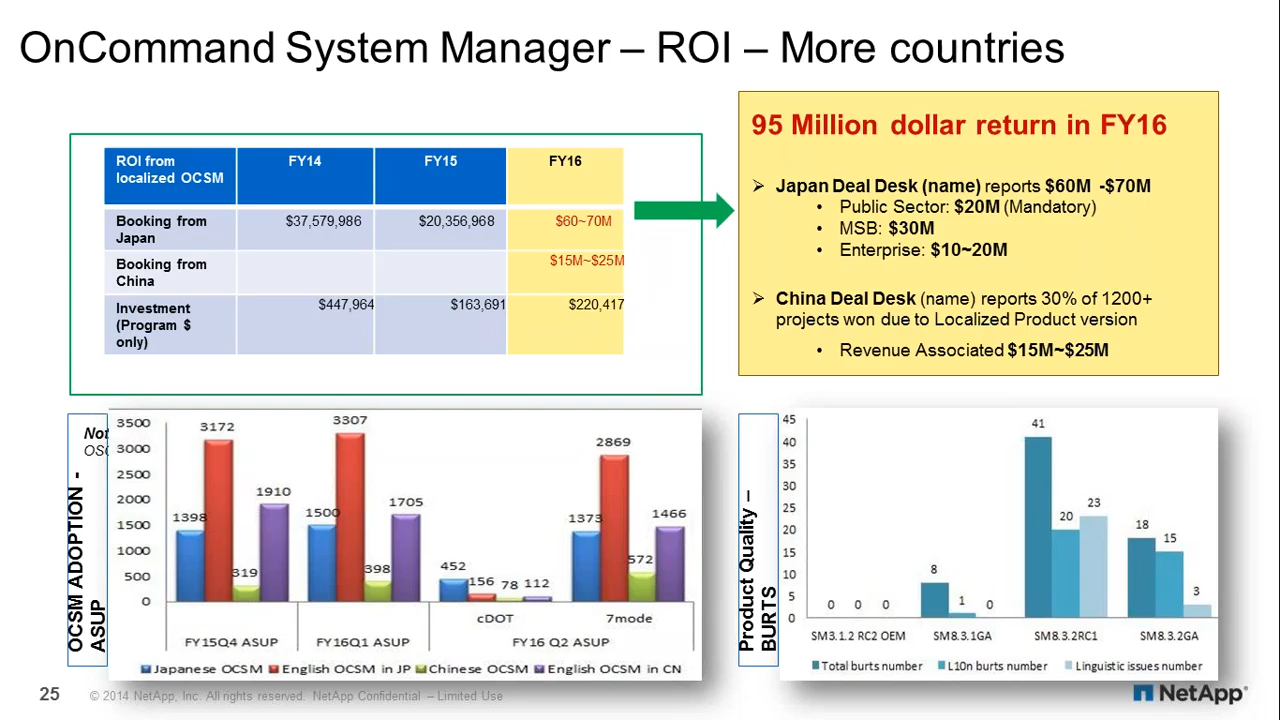 OnCommand System Manager – ROI – More countries
ROI from
localized OCSM
FY14
FY15
FY16
Booking from
Japan
$37,579,986
$20,356,968
$60~70M
Booking from
China
$15M~$25M
Investment
(Program $
only)
$447,964
$163,691
$220,417
95 Million dollar return in FY16
➢ Japan Deal Desk (name) reports $60M -$70M
• Public Sector: $20M (Mandatory)
• MSB: $30M
• Enterprise: $10~20M
➢ China Deal Desk (name) reports 30% of 1200+
projects won due to Localized Product version
• Revenue Associated $15M~$25M
OCSM ADOPTION -
ASUP
3500
3000
2500
2000
1500
1000
500
0
1398
3172
319
1910
1500
3307
398
1705
452
156
78
112
1373
2869
572
1466
cDOT
7mode
FY15Q4 ASUP
FY16Q1 ASUP
FY16 Q2 ASUP
Japanese OCSM
English OCSM in JP
Chinese OCSM
English OCSM in CN
Product Quality –
BURTS
45
40
35
30
25
20
15
10
5
0
0
0
0
8
1
0
41
20
23
18
15
3
SM3.1.2 RC2 OEM
SM8.3.1GA
SM8.3.2RC1
SM8.3.2GA
Total burts number
L10n burts number
Linguistic issues number
25
© 2014 NetApp, Inc. All rights reserved. NetApp Confidential – Limited Use
NetApp